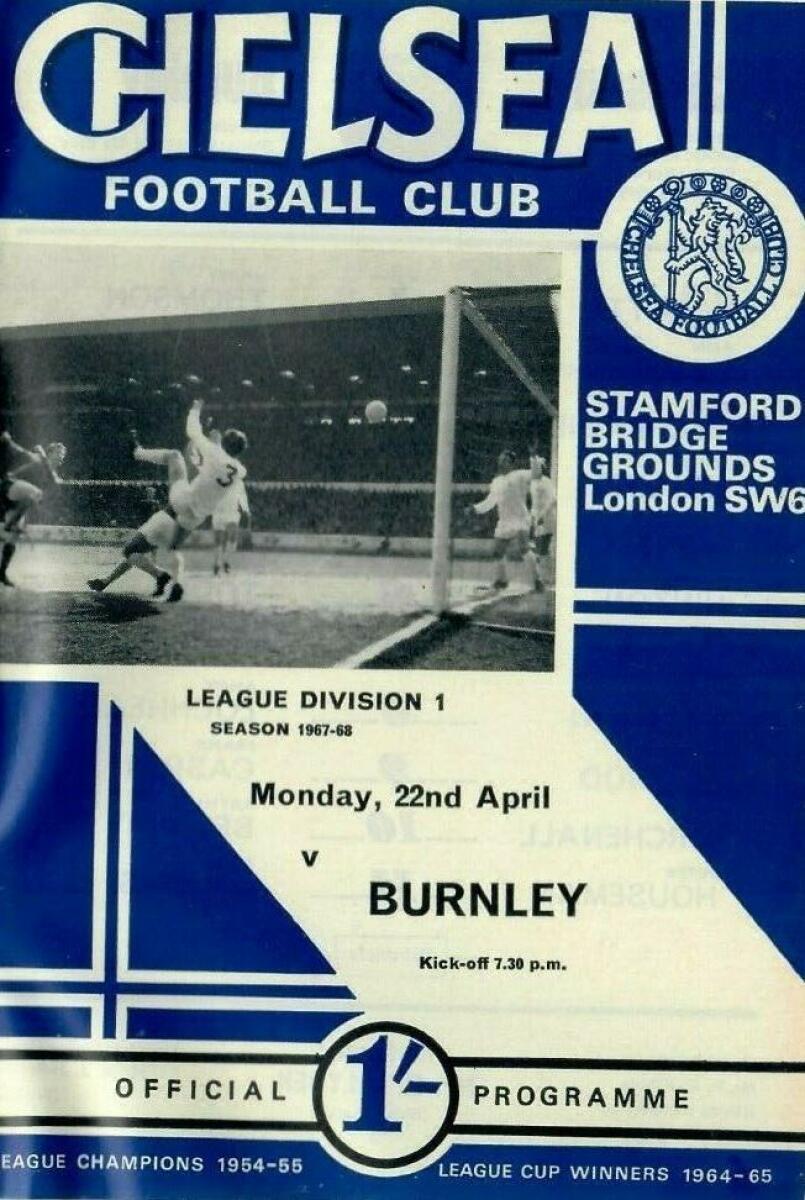 CHELSEA
FOOTBALL CLUB
CHELSEA FOOTBALL CLUB
3
STAMFORD
BRIDGE
GROUNDS
London SW6
LEAGUE DIVISION 1
SEASON 1967-68
Monday, 22nd April
v
BURNLEY
Kick-off 7.30 p.m.
OFFICIAL 1/- PROGRAMME
EAGUE CHAMPIONS 1954-55
LEAGUE CUP WINNERS 1964-65